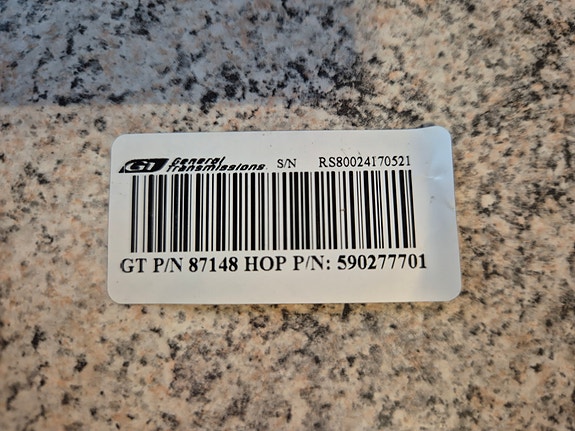 GT General Transmissions S/N RS80024170521
GT P/N 87148 HOP P/N: 590277701